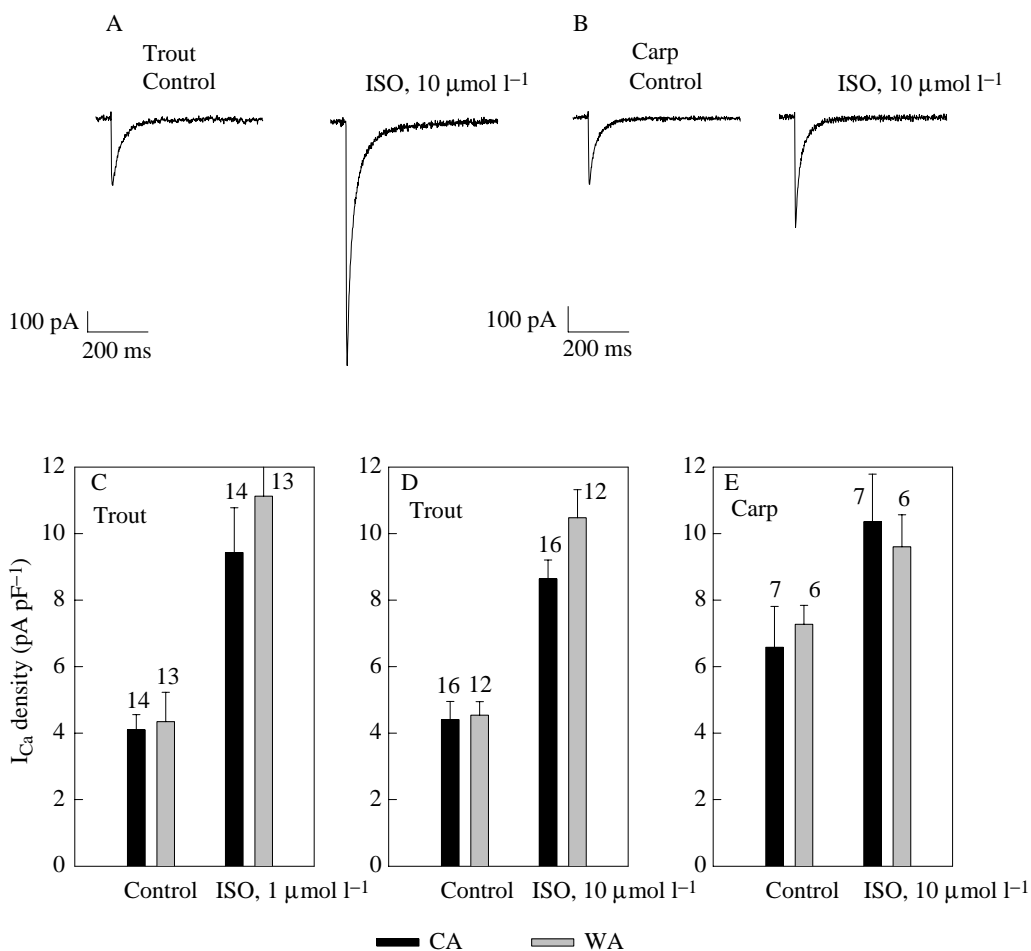 A
Trout
Control
ISO, 10 μmol l⁻¹
B
Carp
Control
ISO, 10 μmol l⁻¹
100 pA
200 ms
100 pA
200 ms
I_Ca density (pA pF⁻¹)
12
10
8
6
4
2
0
C
Trout
14
13
14
13
Control
ISO, 1 μmol l⁻¹
12
10
8
6
4
2
0
D
Trout
16
12
16
12
Control
ISO, 10 μmol l⁻¹
12
10
8
6
4
2
0
E
Carp
7
6
7
6
Control
ISO, 10 μmol l⁻¹
CA
WA